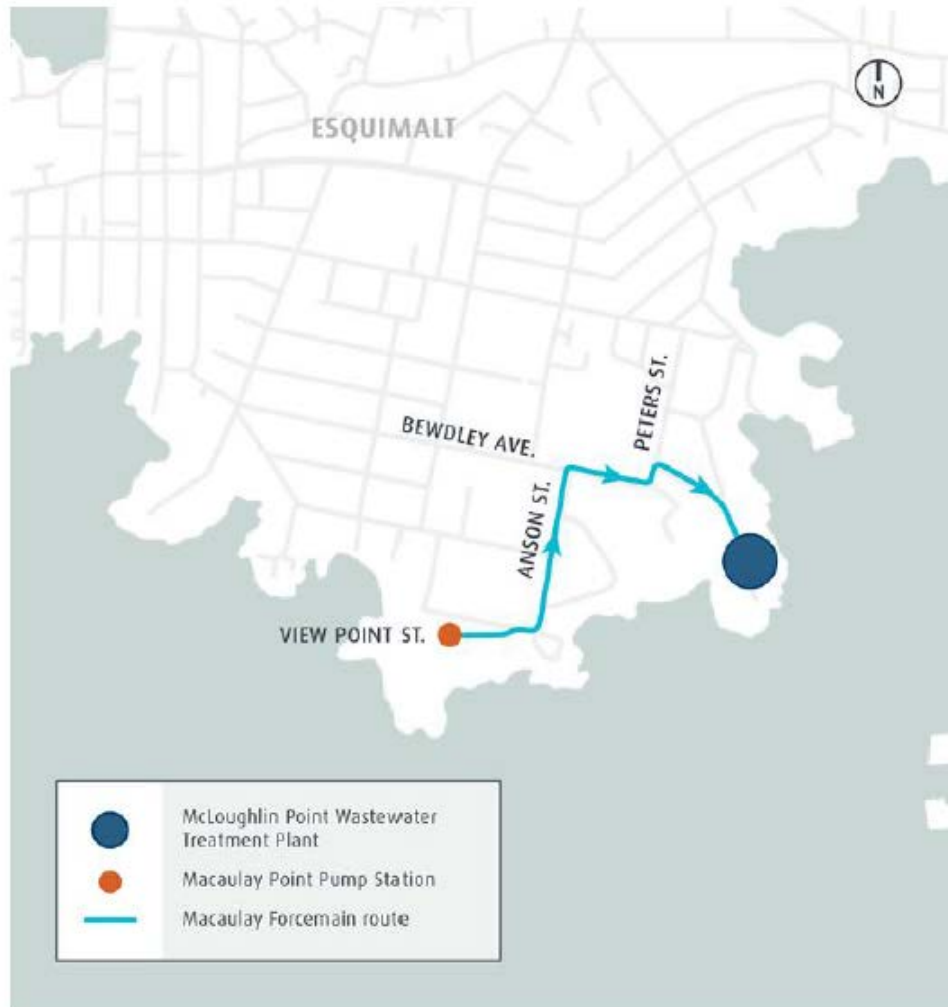 N
ESQUIMALT
PETERS ST.
BEWDLEY AVE.
ANSON ST.
VIEW POINT ST.
McLoughlin Point Wastewater
Treatment Plant
Macaulay Point Pump Station
Macaulay Forcemain route